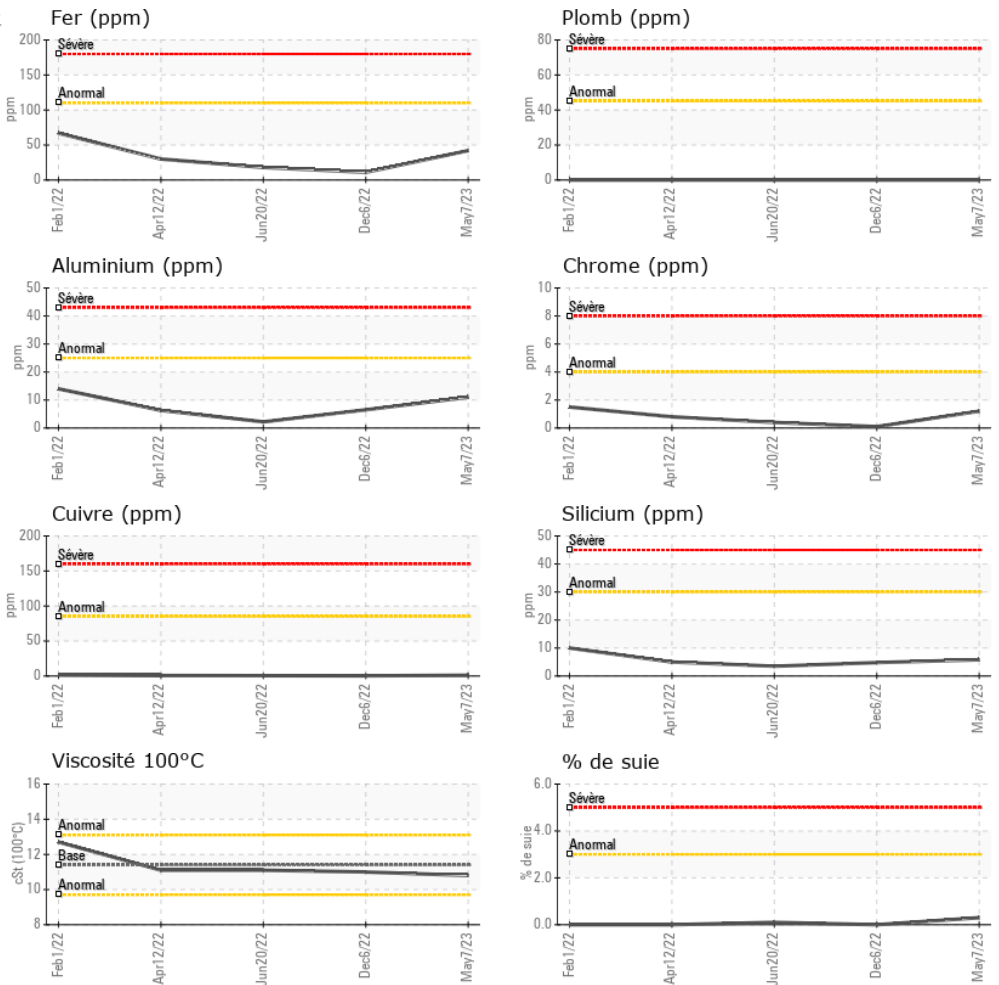 Fer (ppm)
200
150
100
50
0
ppm
Sévère
Anormal
Feb1/22
Apr12/22
Jun20/22
Dec6/22
May7/23
Plomb (ppm)
80
60
40
20
0
ppm
Sévère
Anormal
Feb1/22
Apr12/22
Jun20/22
Dec6/22
May7/23
Aluminium (ppm)
50
40
30
20
10
0
ppm
Sévère
Anormal
Feb1/22
Apr12/22
Jun20/22
Dec6/22
May7/23
Chrome (ppm)
10
8
6
4
2
0
ppm
Sévère
Anormal
Feb1/22
Apr12/22
Jun20/22
Dec6/22
May7/23
Cuivre (ppm)
200
150
100
50
0
ppm
Sévère
Anormal
Feb1/22
Apr12/22
Jun20/22
Dec6/22
May7/23
Silicium (ppm)
50
40
30
20
10
0
ppm
Sévère
Anormal
Feb1/22
Apr12/22
Jun20/22
Dec6/22
May7/23
Viscosité 100°C
16
14
12
10
8
cSt (100°C)
Anormal
Base
Anormal
Feb1/22
Apr12/22
Jun20/22
Dec6/22
May7/23
% de suie
6.0
4.0
2.0
0.0
% de suie
Sévère
Anormal
Feb1/22
Apr12/22
Jun20/22
Dec6/22
May7/23